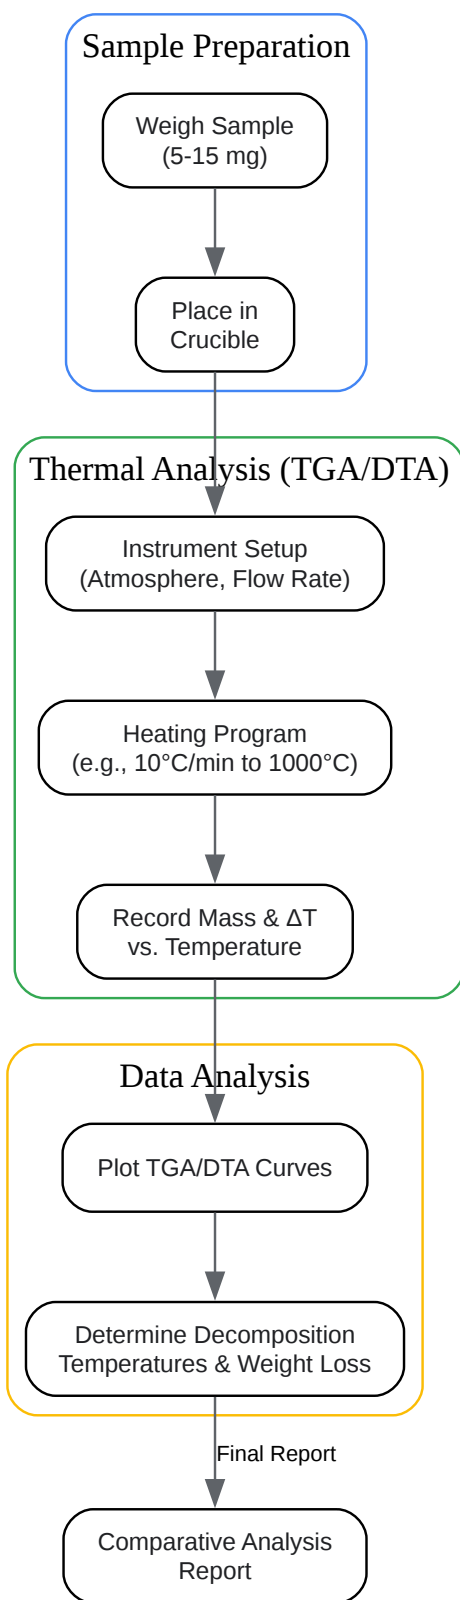 Sample Preparation
Weigh Sample
(5-15 mg)
Place in
Crucible
Thermal Analysis (TGA/DTA)
Instrument Setup
(Atmosphere, Flow Rate)
Heating Program
(e.g., 10°C/min to 1000°C)
Record Mass & ΔT
vs. Temperature
Data Analysis
Plot TGA/DTA Curves
Determine Decomposition
Temperatures & Weight Loss
Final Report
Comparative Analysis
Report